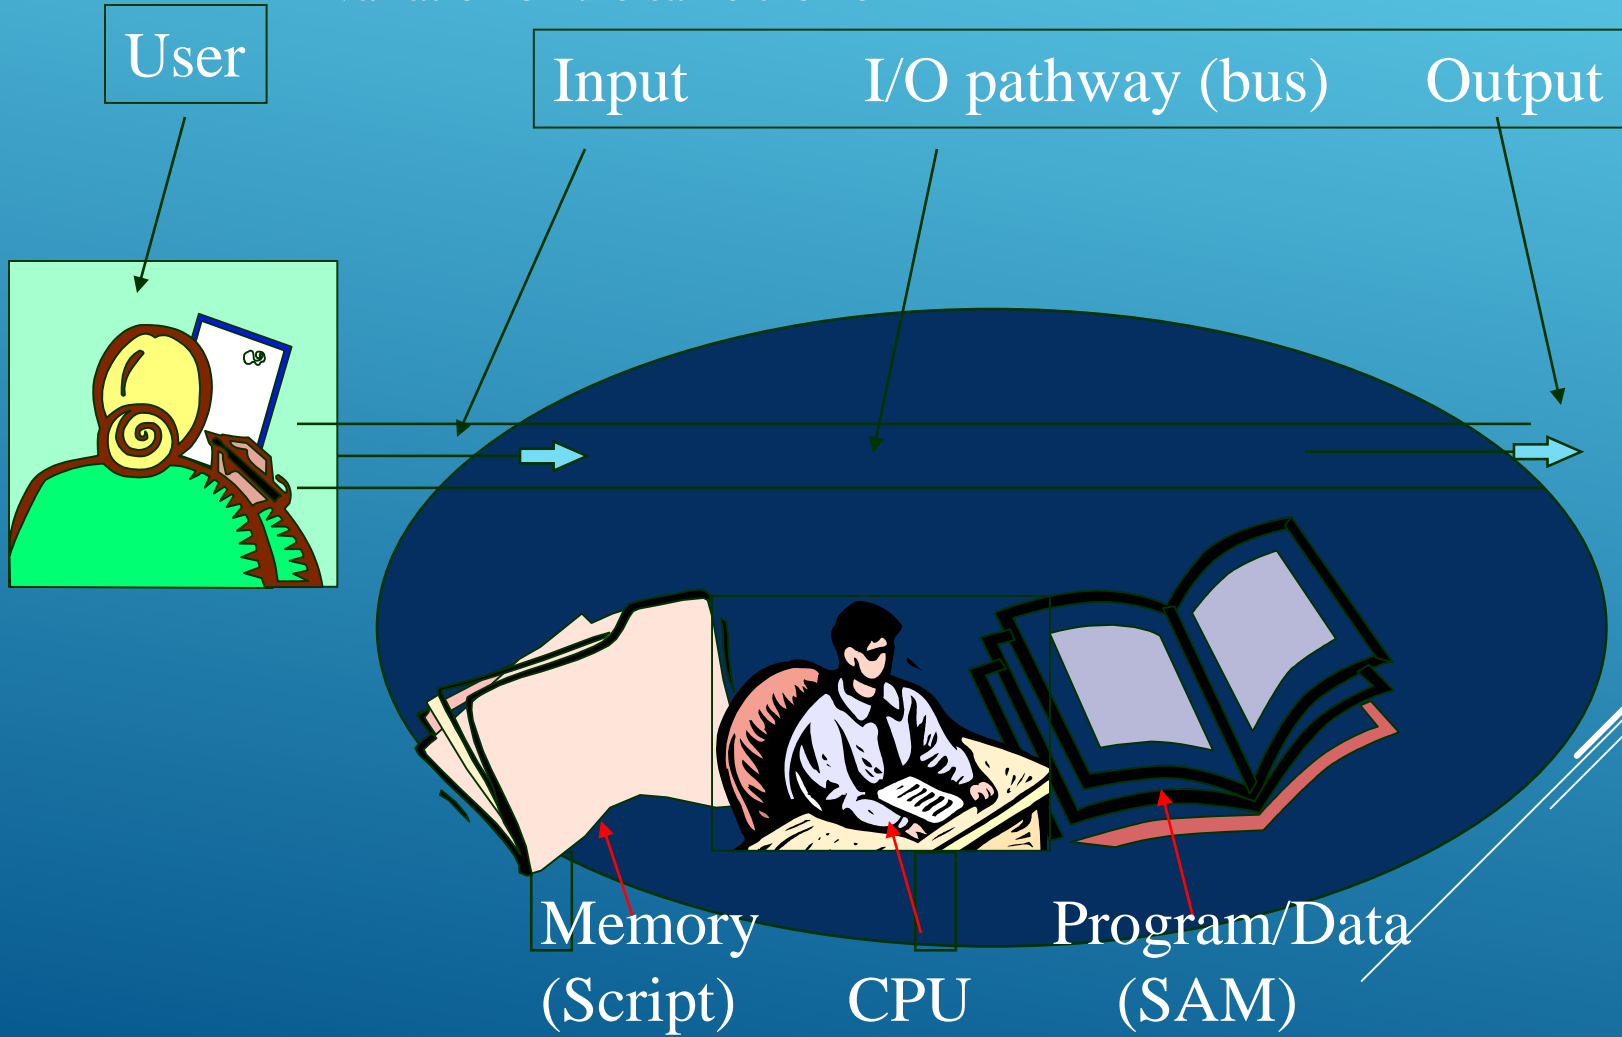 User
Input I/O pathway (bus) Output
Memory
(Script)
CPU
Program/Data
(SAM)